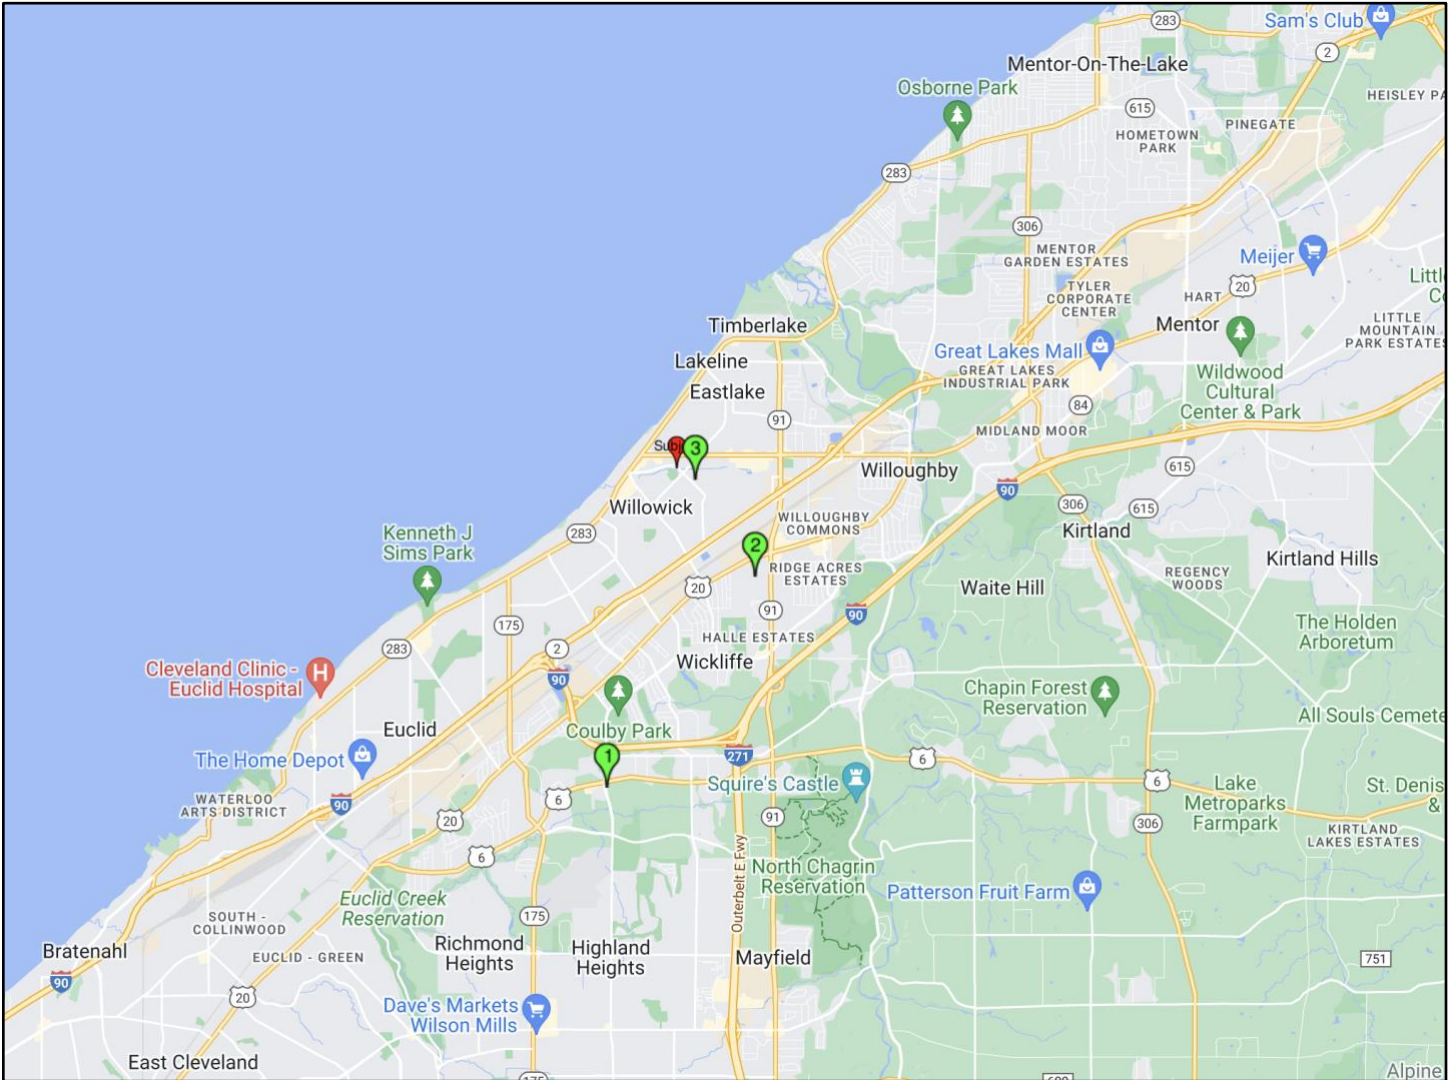 283
Sam's Club
2
Mentor-On-The-Lake
Osborne Park
615
HEISLEY PA
PINEGATE
HOMETOWN
PARK
283
306
MENTOR
GARDEN ESTATES
Meijer
TYLER
CORPORATE
CENTER
HART
20
Littl
C
LITTLE
MOUNTAIN
PARK ESTATES
Timberlake
Mentor
Lakeline
Great Lakes Mall
GREAT LAKES
INDUSTRIAL PARK
Wildwood
Cultural
Center & Park
Eastlake
84
91
MIDLAND MOOR
Subj
3
Willoughby
615
90
Willowick
306
615
WILLOUGHBY
COMMONS
Kirtland
Kenneth J
Sims Park
283
2
RIDGE ACRES
ESTATES
Kirtland Hills
REGENCY
WOODS
20
Waite Hill
91
90
175
HALLE ESTATES
The Holden
Arboretum
283
2
Wickliffe
Cleveland Clinic -
Euclid Hospital
H
90
Chapin Forest
Reservation
Euclid
Coulby Park
All Souls Cemete
The Home Depot
1
271
6
Squire's Castle
6
WATERLOO
ARTS DISTRICT
90
6
91
Lake
Metroparks
Farmpark
St. Denis
&
20
306
KIRTLAND
LAKES ESTATES
6
Outerbelt E Fwy
North Chagrin
Reservation
Patterson Fruit Farm
Euclid Creek
Reservation
SOUTH -
COLLINWOOD
175
Bratenahl
EUCLID - GREEN
Richmond
Heights
Highland
Heights
Mayfield
751
90
20
Dave's Markets
Wilson Mills
East Cleveland
175
Alpine